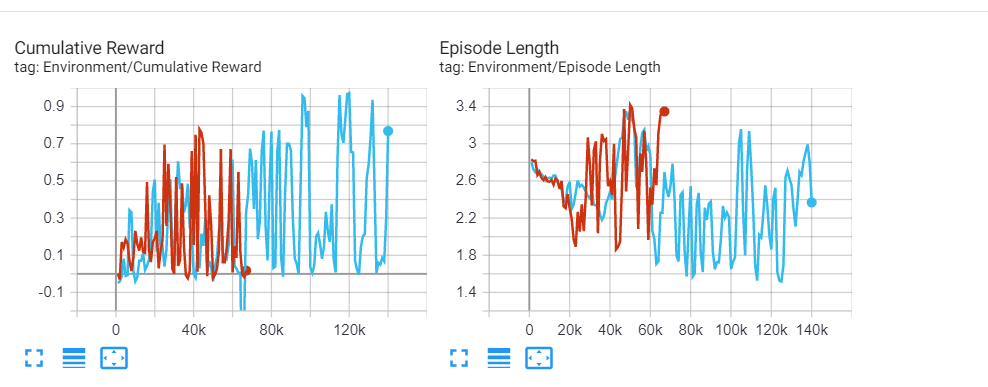 Cumulative Reward
tag: Environment/Cumulative Reward
0.9
0.7
0.5
0.3
0.1
-0.1
0 40k 80k 120k
Episode Length
tag: Environment/Episode Length
3.4
3
2.6
2.2
1.8
1.4
0 20k 40k 60k 80k 100k 120k 140k